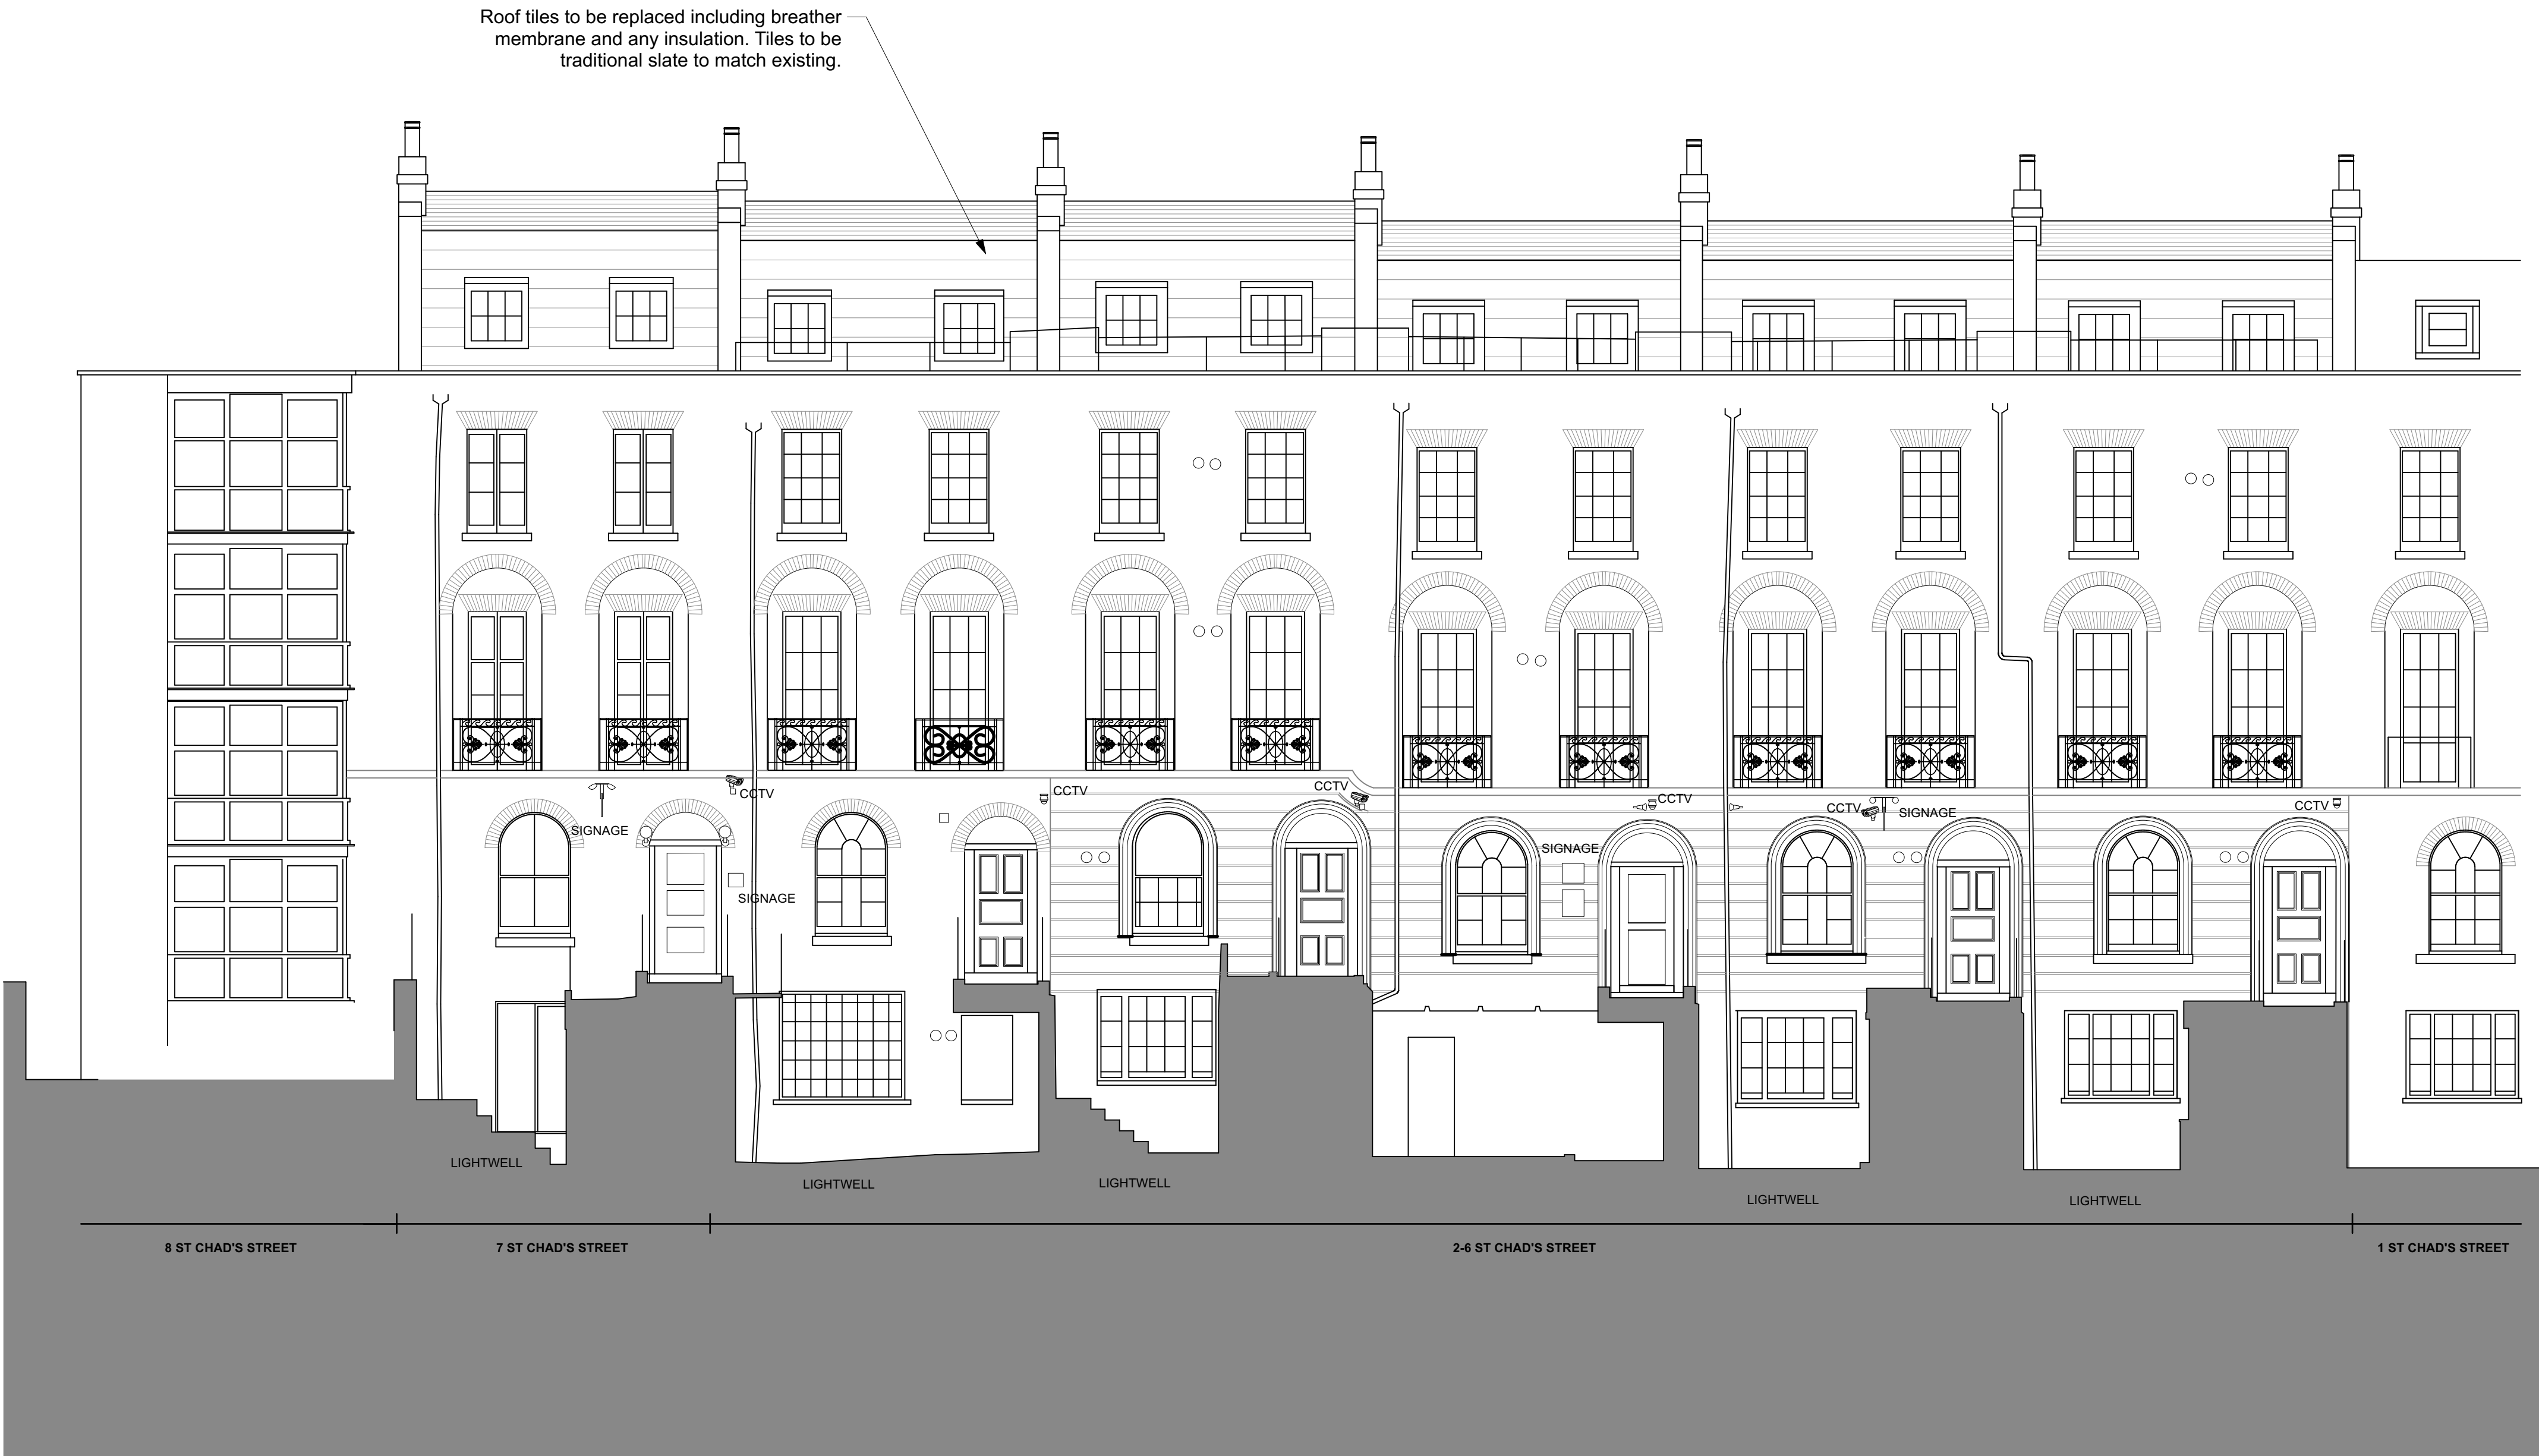 Roof tiles to be replaced including breather
membrane and any insulation. Tiles to be
traditional slate to match existing.
CCTV
CCTV
CCTV
CCTV
CCTV
SIGNAGE
CCTV
SIGNAGE
SIGNAGE
SIGNAGE
LIGHTWELL
LIGHTWELL
LIGHTWELL
LIGHTWELL
LIGHTWELL
8 ST CHAD'S STREET
7 ST CHAD'S STREET
2-6 ST CHAD'S STREET
1 ST CHAD'S STREET